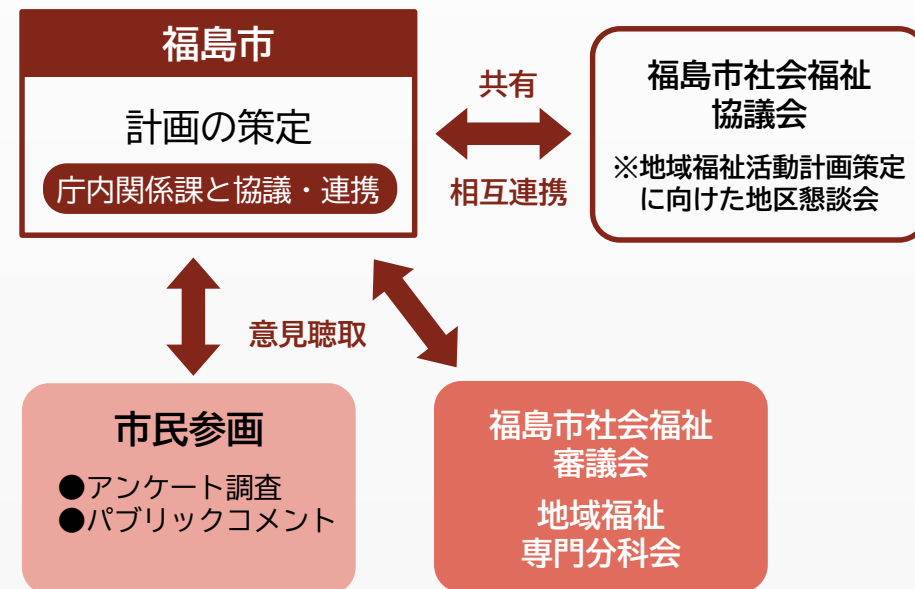 福島市
計画の策定
庁内関係課と協議・連携
共有
相互連携
福島市社会福祉
協議会
※地域福祉活動計画策定
に向けた地区懇談会
意見聴取
市民参画
●アンケート調査
●パブリックコメント
福島市社会福祉
審議会
地域福祉
専門分科会